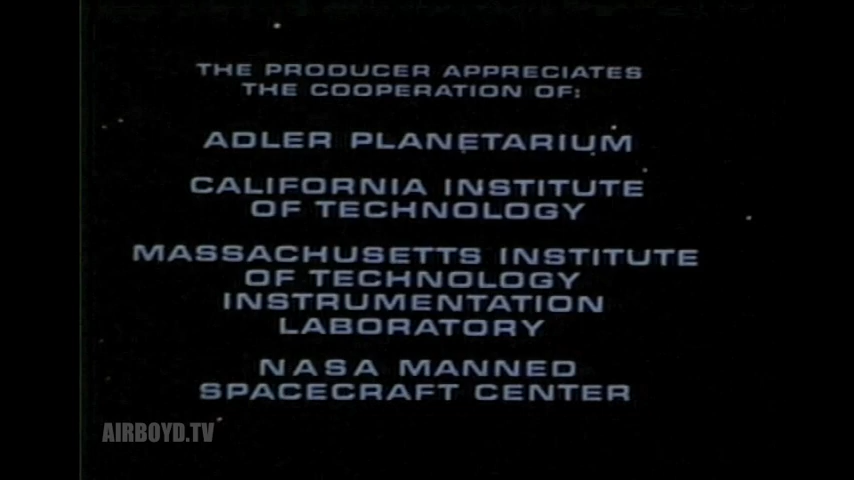 THE PRODUCER APPRECIATES
THE COOPERATION OF:
ADLER PLANETARIUM
CALIFORNIA INSTITUTE
OF TECHNOLOGY
MASSACHUSETTS INSTITUTE
OF TECHNOLOGY
INSTRUMENTATION
LABORATORY
NASA MANNED
SPACECRAFT CENTER
AIRBOYD.TV